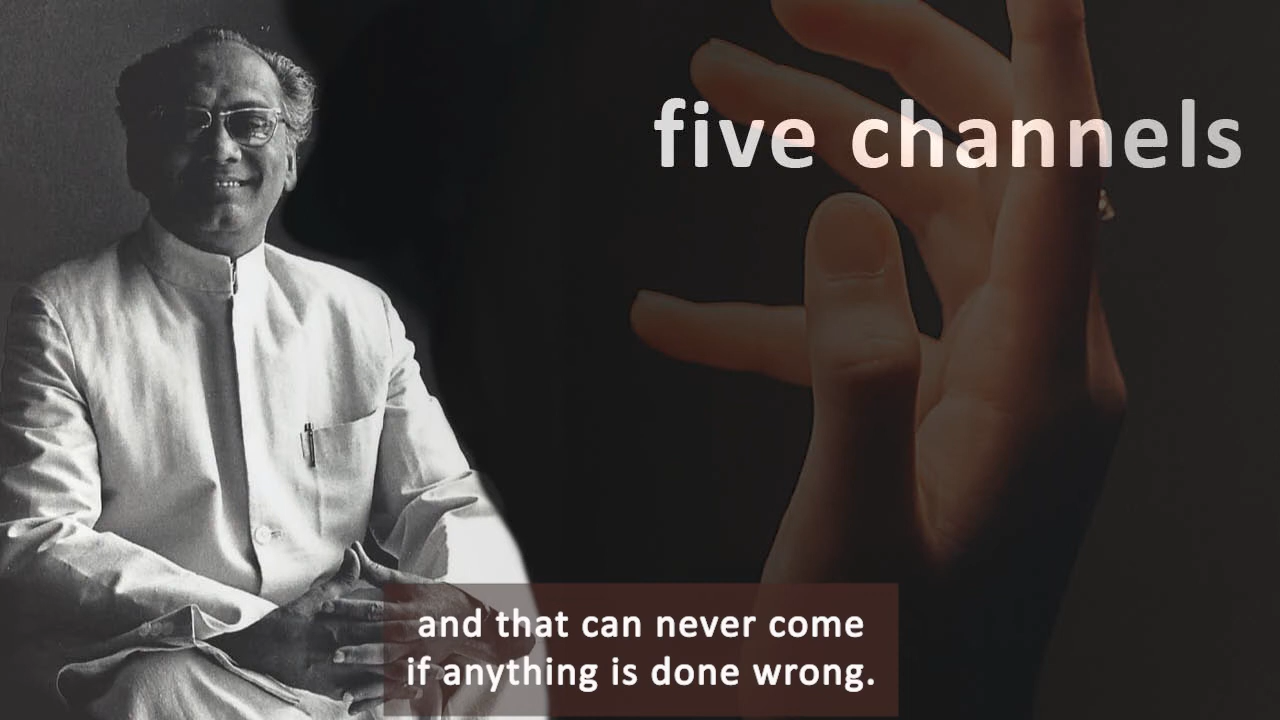 five channels
and that can never come
if anything is done wrong.